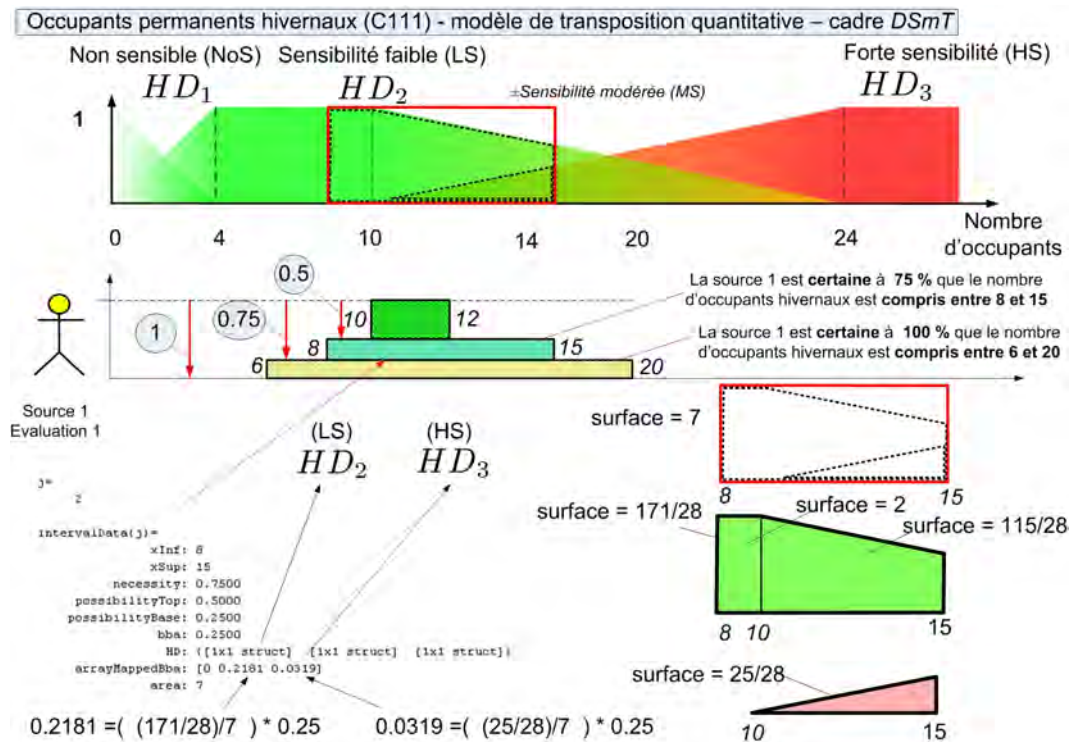 Occupants permanents hivernaux (C111) - modèle de transposition quantitative – cadre DSmT
Non sensible (NoS)
Sensibilité faible (LS)
Forte sensibilité (HS)
HD1
HD2
±Sensibilité modérée (MS)
HD3
1
0
4
10
14
20
24
Nombre
d'occupants
0.5
0.75
1
10
12
8
15
6
20
La source 1 est certaine à 75 % que le nombre
d'occupants hivernaux est compris entre 8 et 15
La source 1 est certaine à 100 % que le nombre
d'occupants hivernaux est compris entre 6 et 20
Source 1
Evaluation 1
(LS)
HD2
(HS)
HD3
surface = 7
8
15
j=
2
intervalData(j)=
xInf: 8
xSup: 15
necessity: 0.7500
possibilityTop: 0.5000
possibilityBase: 0.2500
bba: 0.2500
HD: {[1x1 struct] [1x1 struct] [1x1 struct]}
arrayMappedBba: [0 0.2181 0.0319]
area: 7
surface = 171/28
surface = 2
surface = 115/28
8
10
15
surface = 25/28
10
15
0.2181 =( (171/28)/7 ) * 0.25
0.0319 =( (25/28)/7 ) * 0.25